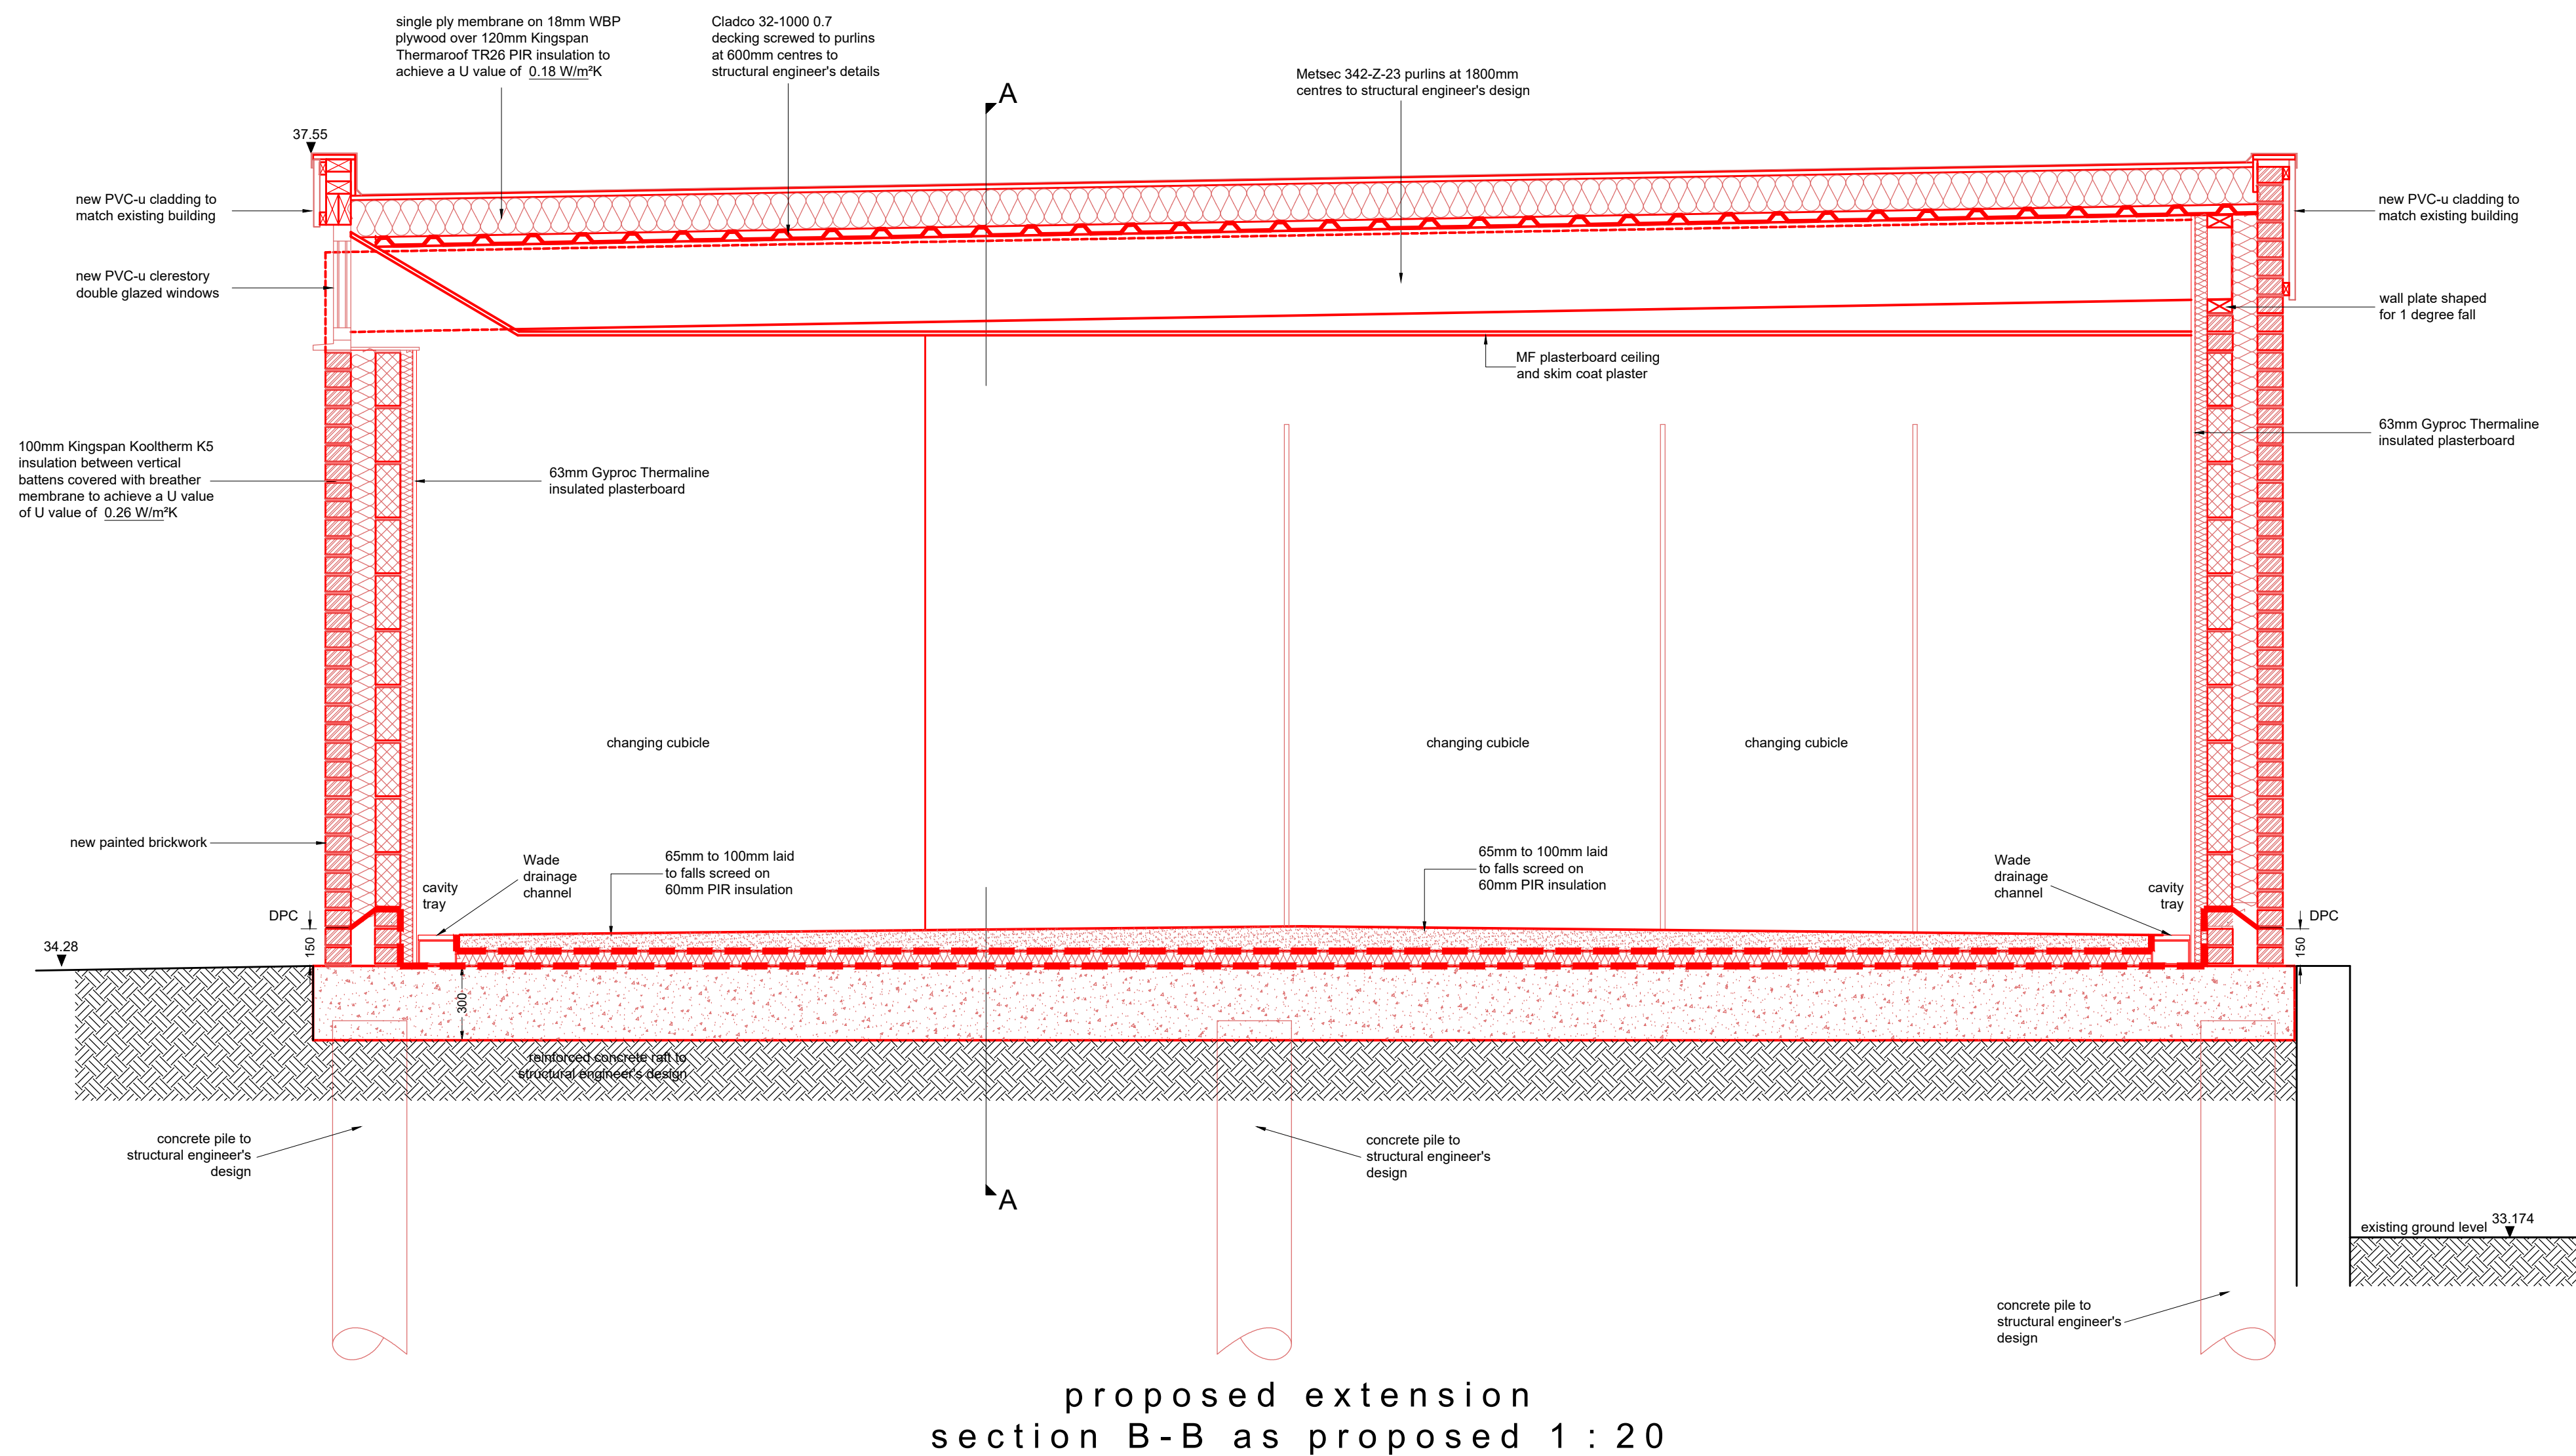 single ply membrane on 18mm WBP
plywood over 120mm Kingspan
Thermaroof TR26 PIR insulation to
achieve a U value of 0.18 W/m²K
Cladco 32-1000 0.7
decking screwed to purlins
at 600mm centres to
structural engineer's details
Metsec 342-Z-23 purlins at 1800mm
centres to structural engineer's design
A
37.55
new PVC-u cladding to
match existing building
new PVC-u cladding to
match existing building
new PVC-u clerestory
double glazed windows
wall plate shaped
for 1 degree fall
MF plasterboard ceiling
and skim coat plaster
100mm Kingspan Kooltherm K5
insulation between vertical
battens covered with breather
membrane to achieve a U value
of U value of 0.26 W/m²K
63mm Gyproc Thermaline
insulated plasterboard
63mm Gyproc Thermaline
insulated plasterboard
changing cubicle
changing cubicle
changing cubicle
new painted brickwork
cavity
tray
Wade
drainage
channel
65mm to 100mm laid
to falls screed on
60mm PIR insulation
65mm to 100mm laid
to falls screed on
60mm PIR insulation
Wade
drainage
channel
cavity
tray
DPC
150
DPC
150
34.28
300
reinforced concrete raft to
structural engineer's design
concrete pile to
structural engineer's
design
concrete pile to
structural engineer's
design
A
existing ground level 33.174
concrete pile to
structural engineer's
design
proposed extension
section B-B as proposed 1 : 20